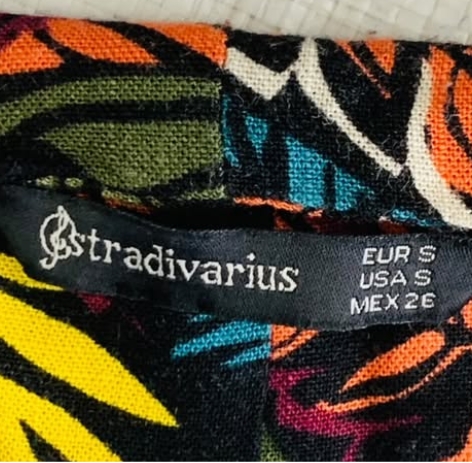 Stradivarius
EUR S
USA S
MEX 26